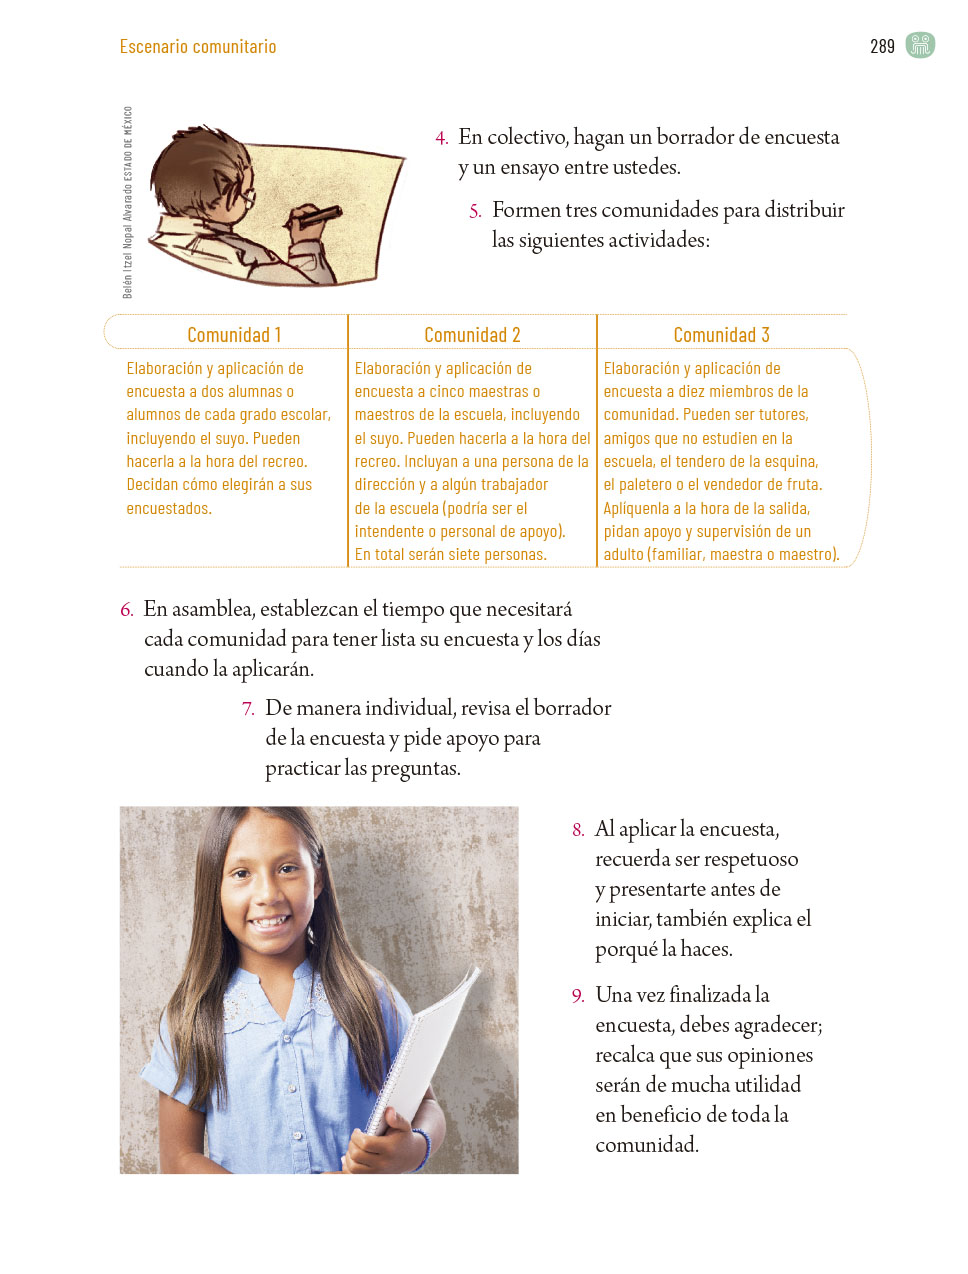 Escenario comunitario
289
Belén Itzel Nopal Alvarado ESTADO DE MÉXICO
4. En colectivo, hagan un borrador de encuesta
y un ensayo entre ustedes.
5. Formen tres comunidades para distribuir
las siguientes actividades:
Comunidad 1
Elaboración y aplicación de
encuesta a dos alumnas o
alumnos de cada grado escolar,
incluyendo el suyo. Pueden
hacerla a la hora del recreo.
Decidan cómo elegirán a sus
encuestados.
Comunidad 2
Elaboración y aplicación de
encuesta a cinco maestras o
maestros de la escuela, incluyendo
el suyo. Pueden hacerla a la hora del
recreo. Incluyan a una persona de la
dirección y a algún trabajador
de la escuela (podría ser el
intendente o personal de apoyo).
En total serán siete personas.
Comunidad 3
Elaboración y aplicación de
encuesta a diez miembros de la
comunidad. Pueden ser tutores,
amigos que no estudien en la
escuela, el tendero de la esquina,
el paletero o el vendedor de fruta.
Aplíquenla a la hora de la salida,
pidan apoyo y supervisión de un
adulto (familiar, maestra o maestro).
6. En asamblea, establezcan el tiempo que necesitará
cada comunidad para tener lista su encuesta y los días
cuando la aplicarán.
7. De manera individual, revisa el borrador
de la encuesta y pide apoyo para
practicar las preguntas.
8. Al aplicar la encuesta,
recuerda ser respetuoso
y presentarte antes de
iniciar, también explica el
porqué la haces.
9. Una vez finalizada la
encuesta, debes agradecer;
recalca que sus opiniones
serán de mucha utilidad
en beneficio de toda la
comunidad.